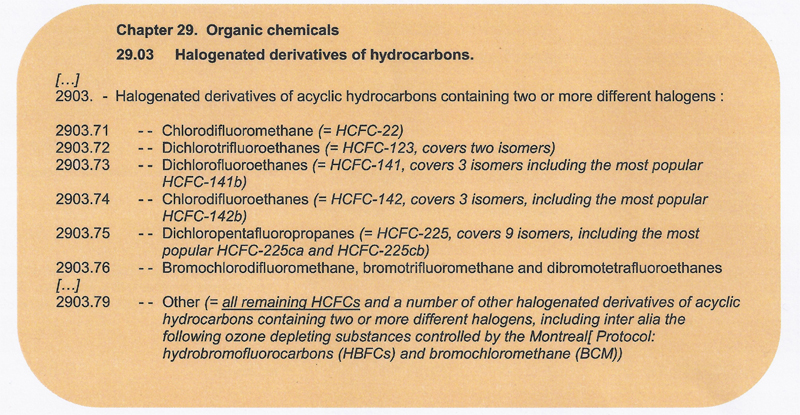 Chapter 29. Organic chemicals
29.03 Halogenated derivatives of hydrocarbons.
[...]
2903. - Halogenated derivatives of acyclic hydrocarbons containing two or more different halogens :
2903.71 - - Chlorodifluoromethane (= HCFC-22)
2903.72 - - Dichlorotrifluoroethanes (= HCFC-123, covers two isomers)
2903.73 - - Dichlorofluoroethanes (= HCFC-141, covers 3 isomers including the most popular
HCFC-141b)
2903.74 - - Chlorodifluoroethanes (= HCFC-142, covers 3 isomers, including the most popular
HCFC-142b)
2903.75 - - Dichloropentafluoropropanes (= HCFC-225, covers 9 isomers, including the most
popular HCFC-225ca and HCFC-225cb)
2903.76 - - Bromochlorodifluoromethane, bromotrifluoromethane and dibromotetrafluoroethanes
[...]
2903.79 - - Other (= all remaining HCFCs and a number of other halogenated derivatives of acyclic
hydrocarbons containing two or more different halogens, including inter alia the
following ozone depleting substances controlled by the Montreal[ Protocol:
hydrobromofluorocarbons (HBFCs) and bromochloromethane (BCM))